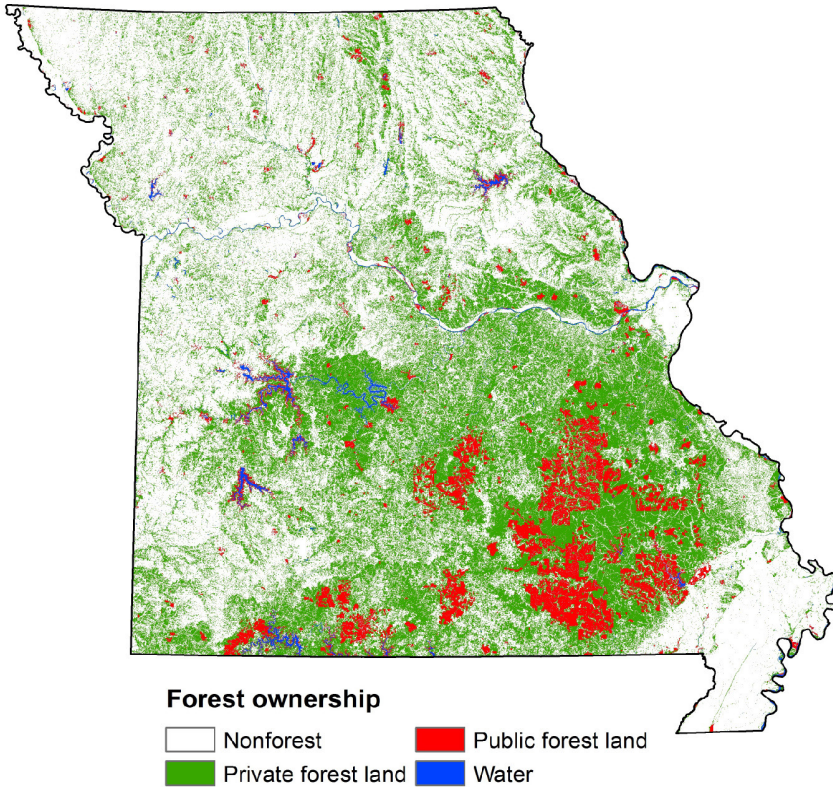 Forest ownership
Nonforest
Public forest land
Private forest land
Water